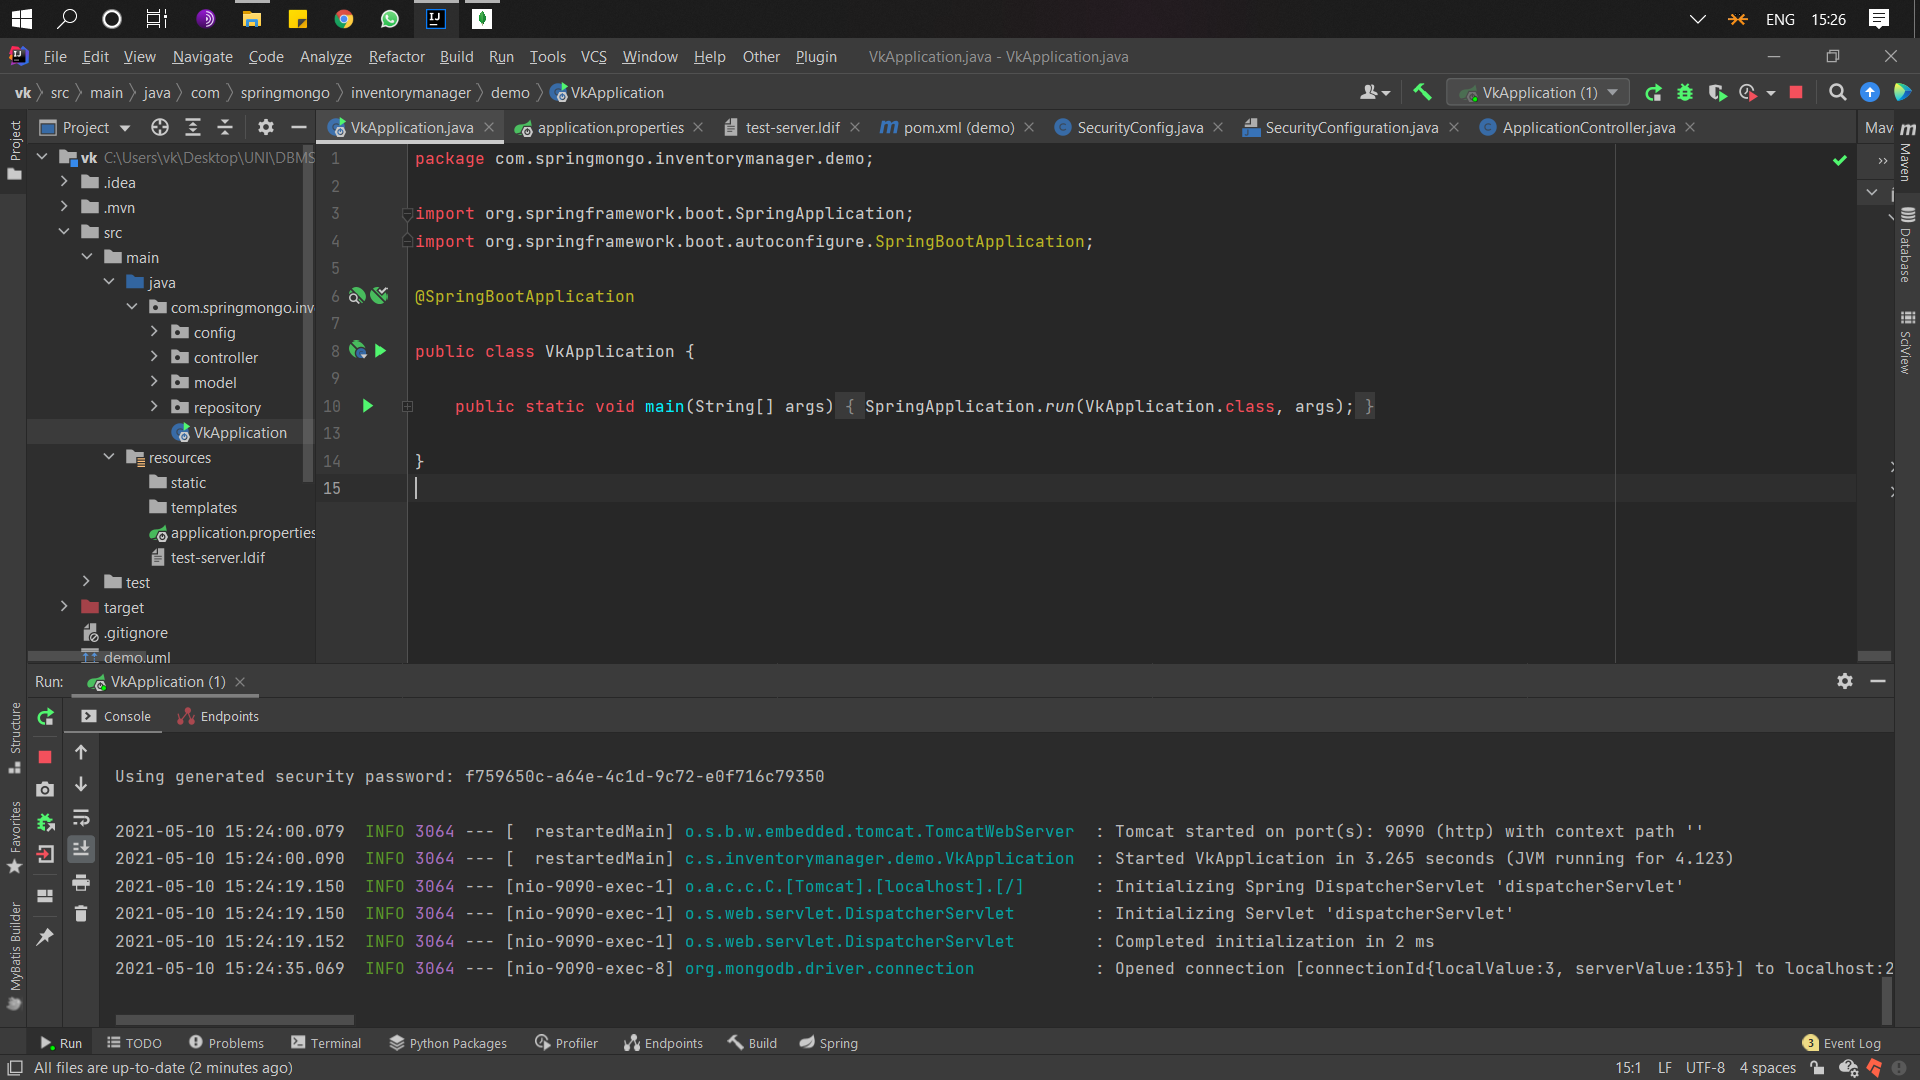 ENG 15:26
File Edit View Navigate Code Analyze Refactor Build Run Tools VCS Window Help Other Plugin VkApplication.java - VkApplication.java
vk src main java com springmongo inventorymanager demo VkApplication
VkApplication (1)
Project
VkApplication.java application.properties test-server.ldif pom.xml (demo) SecurityConfig.java SecurityConfiguration.java ApplicationController.java
Project
Maven
Database
SciView
vk C:\Users\vk\Desktop\UNI\DBMS
.idea
.mvn
src
main
java
com.springmongo.inv
config
controller
model
repository
VkApplication
resources
static
templates
application.properties
test-server.ldif
test
target
.gitignore
demo.uml
1 package com.springmongo.inventorymanager.demo;
2
3 import org.springframework.boot.SpringApplication;
4 import org.springframework.boot.autoconfigure.SpringBootApplication;
5
6 @SpringBootApplication
7
8 public class VkApplication {
9
10 public static void main(String[] args) { SpringApplication.run(VkApplication.class, args); }
13
14 }
15
Run: VkApplication (1)
Console Endpoints
Structure
Favorites
MyBatis Builder
Using generated security password: f759650c-a64e-4c1d-9c72-e0f716c79350
2021-05-10 15:24:00.079 INFO 3064 --- [ restartedMain] o.s.b.w.embedded.tomcat.TomcatWebServer : Tomcat started on port(s): 9090 (http) with context path ''
2021-05-10 15:24:00.090 INFO 3064 --- [ restartedMain] c.s.inventorymanager.demo.VkApplication : Started VkApplication in 3.265 seconds (JVM running for 4.123)
2021-05-10 15:24:19.150 INFO 3064 --- [nio-9090-exec-1] o.a.c.c.C.[Tomcat].[localhost].[/] : Initializing Spring DispatcherServlet 'dispatcherServlet'
2021-05-10 15:24:19.150 INFO 3064 --- [nio-9090-exec-1] o.s.web.servlet.DispatcherServlet : Initializing Servlet 'dispatcherServlet'
2021-05-10 15:24:19.152 INFO 3064 --- [nio-9090-exec-1] o.s.web.servlet.DispatcherServlet : Completed initialization in 2 ms
2021-05-10 15:24:35.069 INFO 3064 --- [nio-9090-exec-8] org.mongodb.driver.connection : Opened connection [connectionId{localValue:3, serverValue:135}] to localhost:2
Run TODO Problems Terminal Python Packages Profiler Endpoints Build Spring 3 Event Log
All files are up-to-date (2 minutes ago) 15:1 LF UTF-8 4 spaces